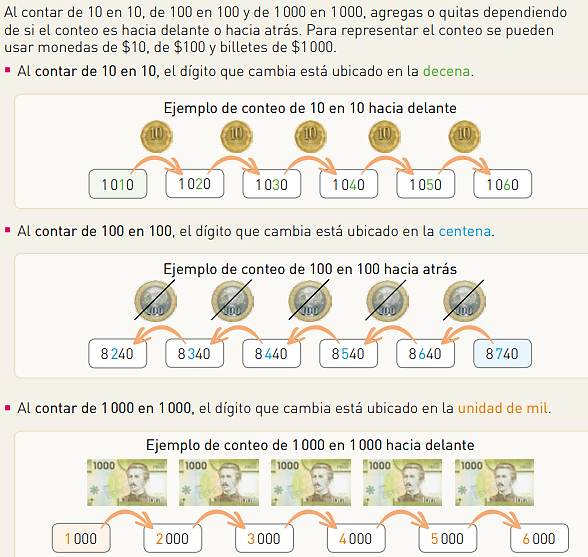 Al contar de 10 en 10, de 100 en 100 y de 1 000 en 1 000, agregas o quitas dependiendo
de si el conteo es hacia delante o hacia atrás. Para representar el conteo se pueden
usar monedas de $10, de $100 y billetes de $1 000.
Al contar de 10 en 10, el dígito que cambia está ubicado en la decena.
Ejemplo de conteo de 10 en 10 hacia delante
10 10 10 10 10
1 010 1 020 1 030 1 040 1 050 1 060
Al contar de 100 en 100, el dígito que cambia está ubicado en la centena.
Ejemplo de conteo de 100 en 100 hacia atrás
100 100 100 100 100
8 240 8 340 8 440 8 540 8 640 8 740
Al contar de 1 000 en 1 000, el dígito que cambia está ubicado en la unidad de mil.
Ejemplo de conteo de 1 000 en 1 000 hacia delante
1000 1000 1000 1000 1000
1 000 2 000 3 000 4 000 5 000 6 000